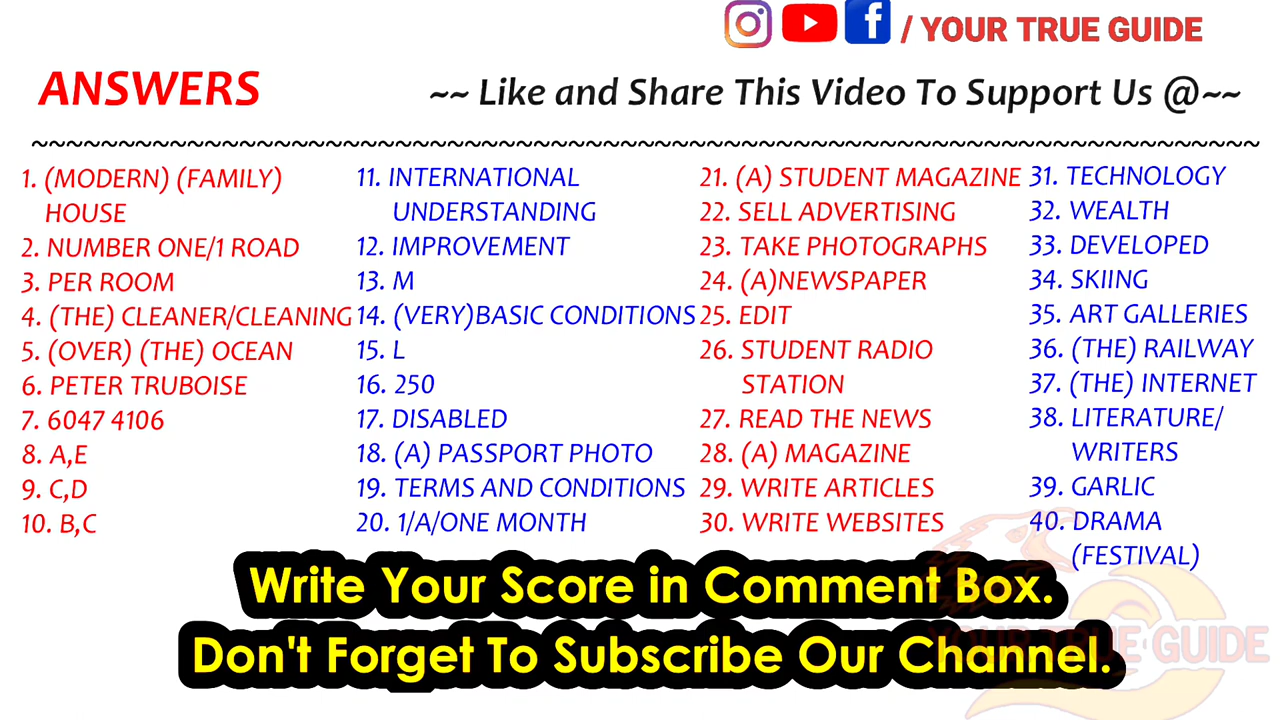 / YOUR TRUE GUIDE
ANSWERS
~~ Like and Share This Video To Support Us @~~
~~~~~~~~~~~~~~~~~~~~~~~~~~~~~~~~~~~~~~~~~~~~~~~~~~~~~~~~~~~~~~~~~~~~~~~~
1. (MODERN) (FAMILY)
HOUSE
2. NUMBER ONE/1 ROAD
3. PER ROOM
4. (THE) CLEANER/CLEANING
5. (OVER) (THE) OCEAN
6. PETER TRUBOISE
7. 6047 4106
8. A,E
9. C,D
10. B,C
11. INTERNATIONAL
UNDERSTANDING
12. IMPROVEMENT
13. M
14. (VERY)BASIC CONDITIONS
15. L
16. 250
17. DISABLED
18. (A) PASSPORT PHOTO
19. TERMS AND CONDITIONS
20. 1/A/ONE MONTH
21. (A) STUDENT MAGAZINE
22. SELL ADVERTISING
23. TAKE PHOTOGRAPHS
24. (A)NEWSPAPER
25. EDIT
26. STUDENT RADIO
STATION
27. READ THE NEWS
28. (A) MAGAZINE
29. WRITE ARTICLES
30. WRITE WEBSITES
31. TECHNOLOGY
32. WEALTH
33. DEVELOPED
34. SKIING
35. ART GALLERIES
36. (THE) RAILWAY
37. (THE) INTERNET
38. LITERATURE/
WRITERS
39. GARLIC
40. DRAMA
(FESTIVAL)
Write Your Score in Comment Box.
Don't Forget To Subscribe Our Channel.
YOUR TRUE GUIDE